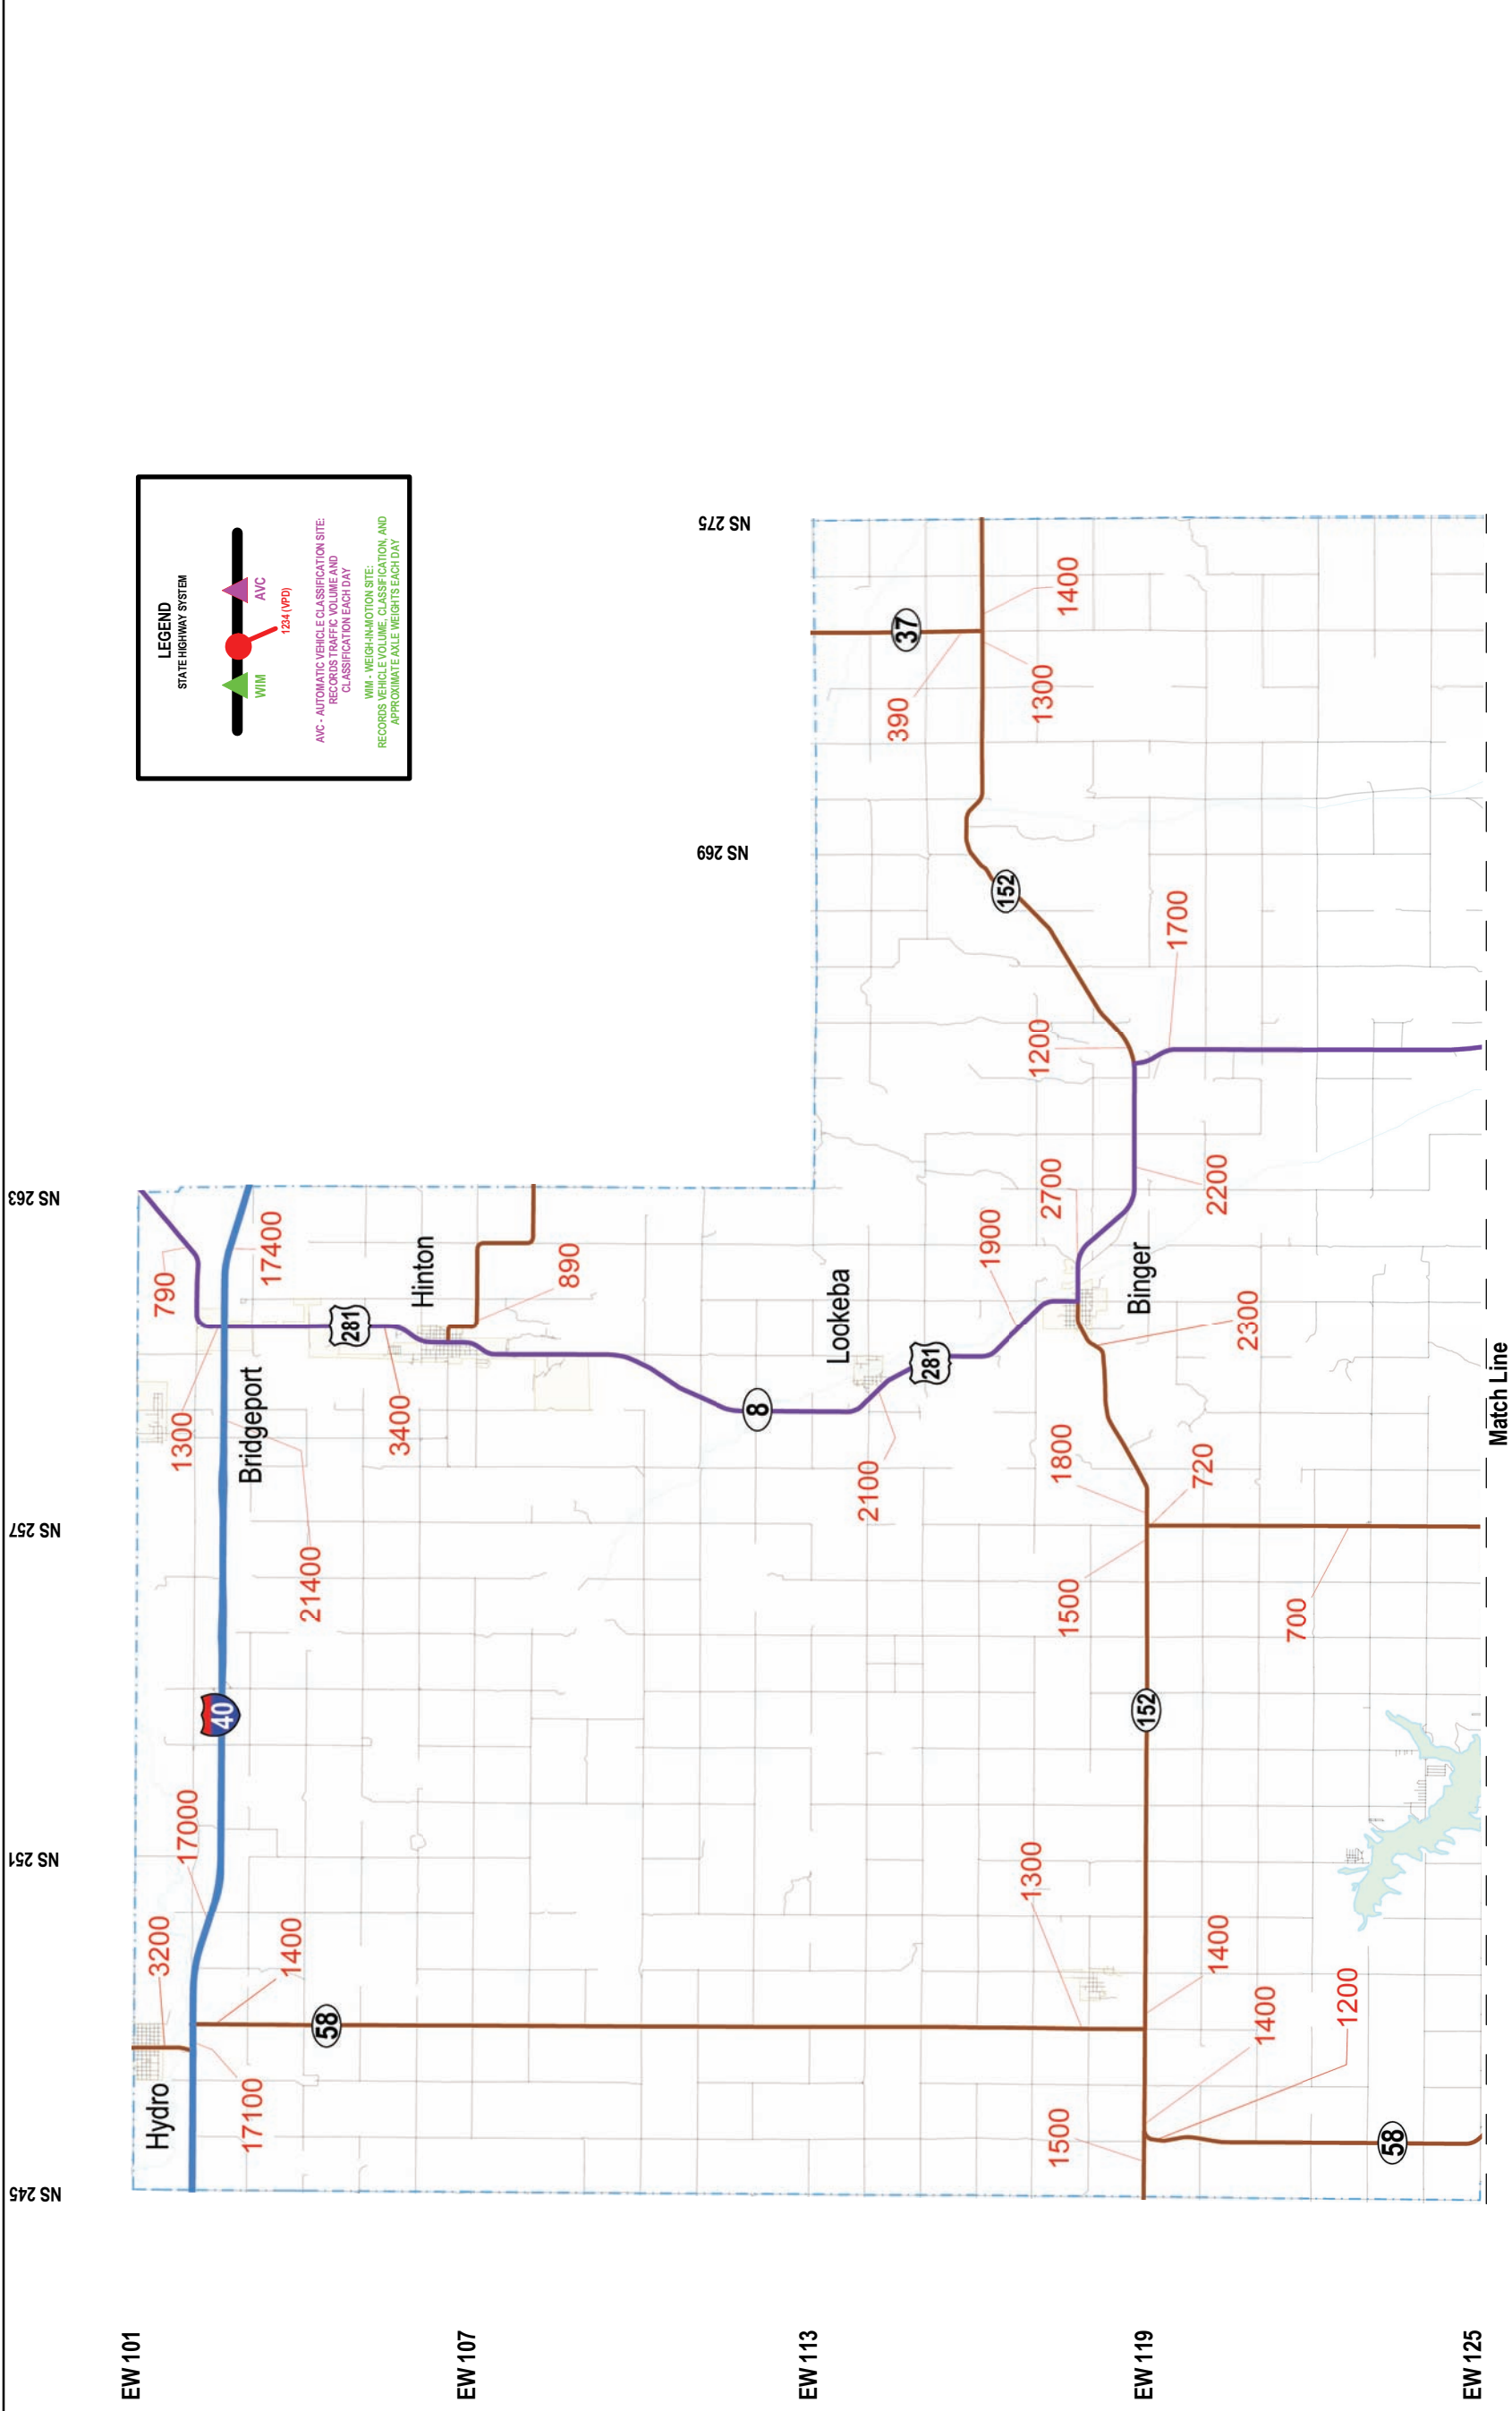 LEGEND
STATE HIGHWAY SYSTEM
WIM
AVC
1234 (VPD)
AVC - AUTOMATIC VEHICLE CLASSIFICATION SITE:
RECORDS TRAFFIC VOLUME AND
CLASSIFICATION EACH DAY
WIM - WEIGH-IN-MOTION SITE:
RECORDS VEHICLE VOLUME, CLASSIFICATION, AND
APPROXIMATE AXLE WEIGHTS EACH DAY
NS 245
NS 251
NS 257
NS 263
NS 269
NS 275
EW 101
EW 107
EW 113
EW 119
EW 125
Hydro
3200
17100
1400
58
17000
40
21400
Bridgeport
1300
790
17400
281
3400
Hinton
890
8
Lookeba
2100
281
1900
2700
Binger
2300
2200
1200
1700
152
390
37
1300
1400
1800
720
1500
700
152
1300
1400
1400
1200
1500
58
Match Line